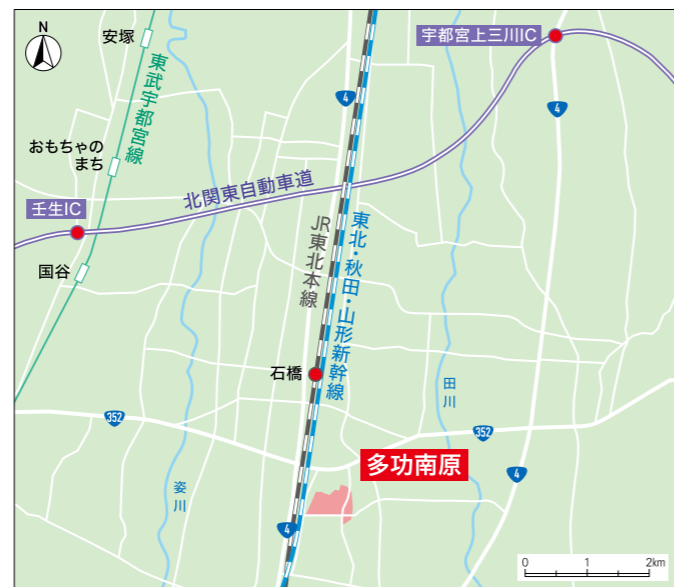 N
安塚
宇都宮上三川IC
東武宇都宮線
4
4
おもちゃの
まち
北関東自動車道
壬生IC
国谷
JR東北本線
東北・秋田・山形新幹線
石橋
田川
352
352
多功南原
4
姿川
4
0 1 2km